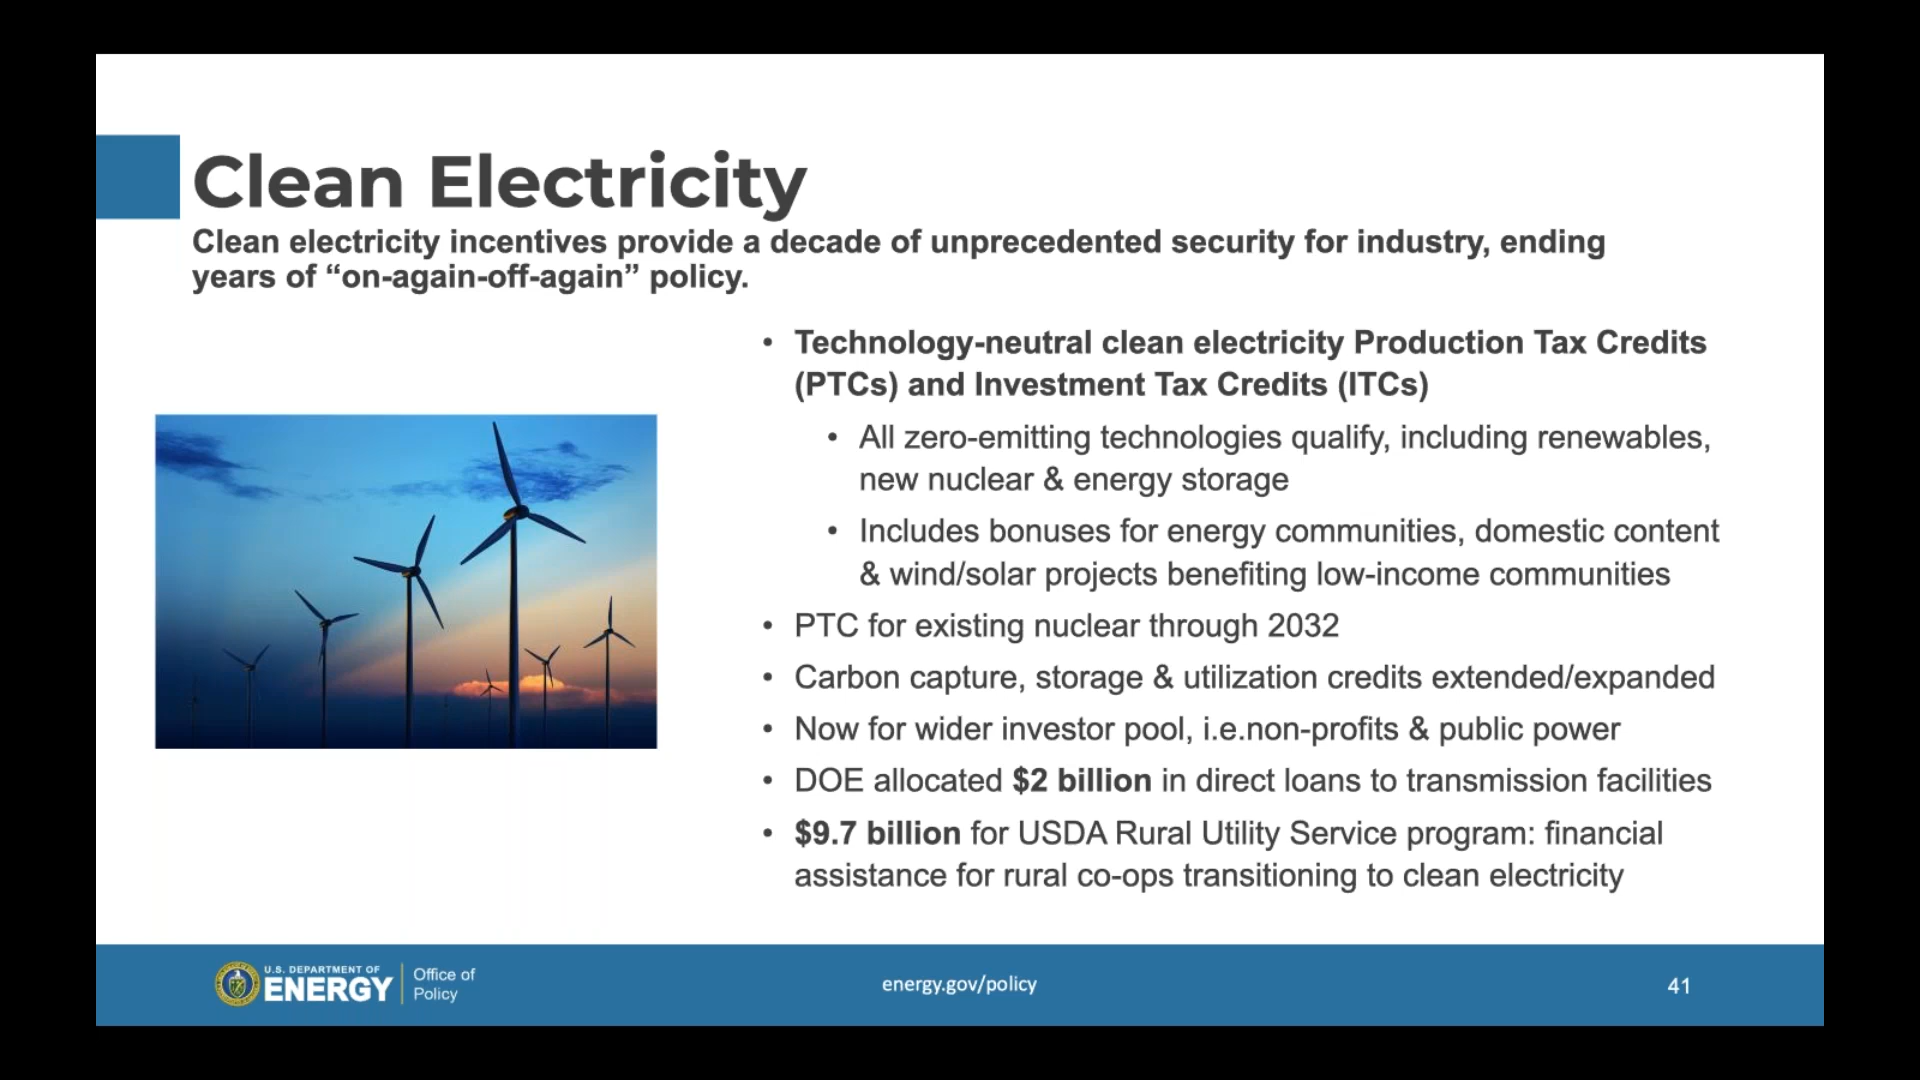 Clean Electricity
Clean electricity incentives provide a decade of unprecedented security for industry, ending
years of “on-again-off-again” policy.
• Technology-neutral clean electricity Production Tax Credits
(PTCs) and Investment Tax Credits (ITCs)
• All zero-emitting technologies qualify, including renewables,
new nuclear & energy storage
• Includes bonuses for energy communities, domestic content
& wind/solar projects benefiting low-income communities
• PTC for existing nuclear through 2032
• Carbon capture, storage & utilization credits extended/expanded
• Now for wider investor pool, i.e.non-profits & public power
• DOE allocated $2 billion in direct loans to transmission facilities
• $9.7 billion for USDA Rural Utility Service program: financial
assistance for rural co-ops transitioning to clean electricity
U.S. DEPARTMENT OF
ENERGY
Office of
Policy
energy.gov/policy
41